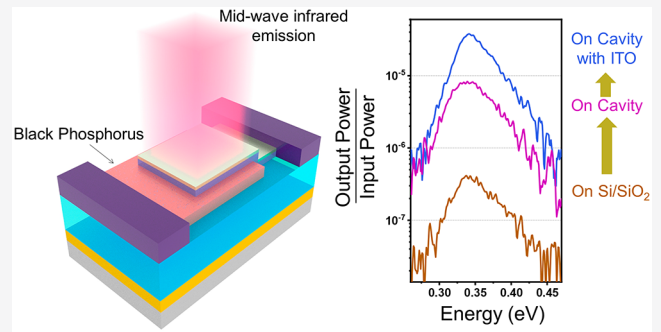 Mid-wave infrared
emission
Black Phosphorus
Output Power
Input Power
10-5
10-6
10-7
0.30 0.35 0.40 0.45
Energy (eV)
On Cavity
with ITO
On Cavity
On Si/SiO2